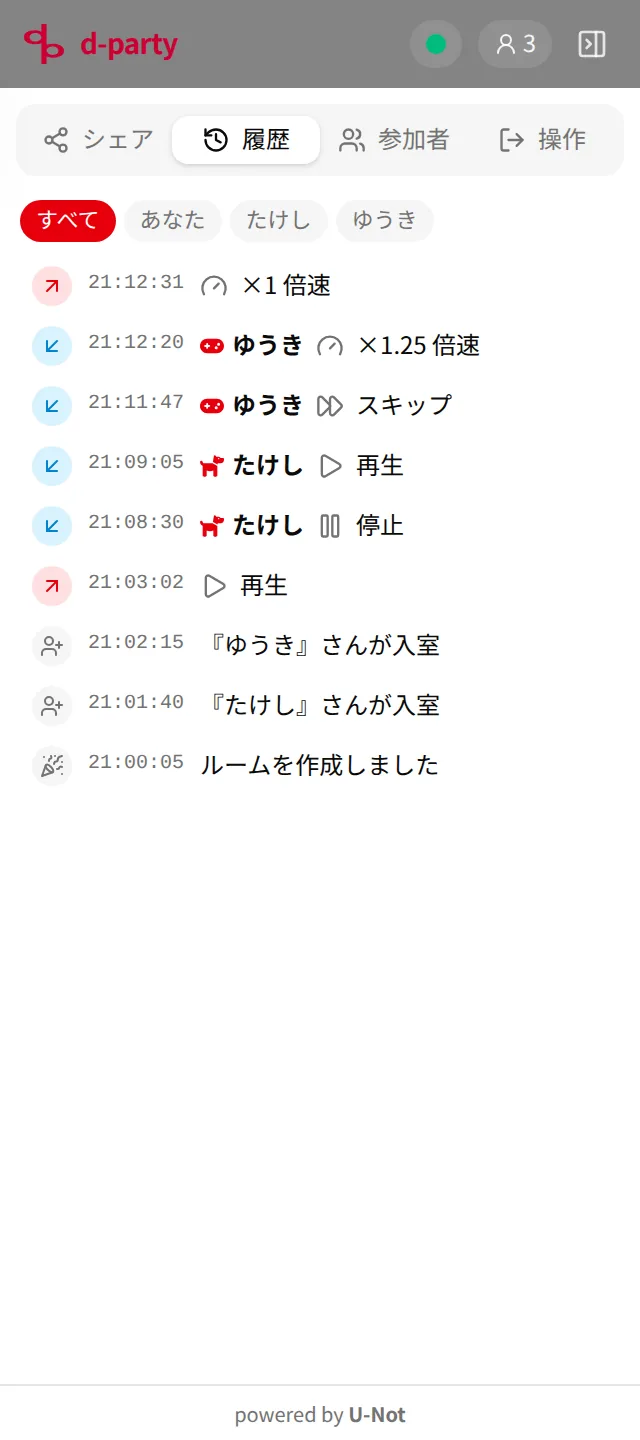 d-party
3
シェア 履歴 参加者 操作
すべて あなた たけし ゆうき
21:12:31 ×1 倍速
21:12:20 ゆうき ×1.25 倍速
21:11:47 ゆうき スキップ
21:09:05 たけし 再生
21:08:30 たけし 停止
21:03:02 再生
21:02:15 『ゆうき』さんが入室
21:01:40 『たけし』さんが入室
21:00:05 ルームを作成しました
powered by U-Not